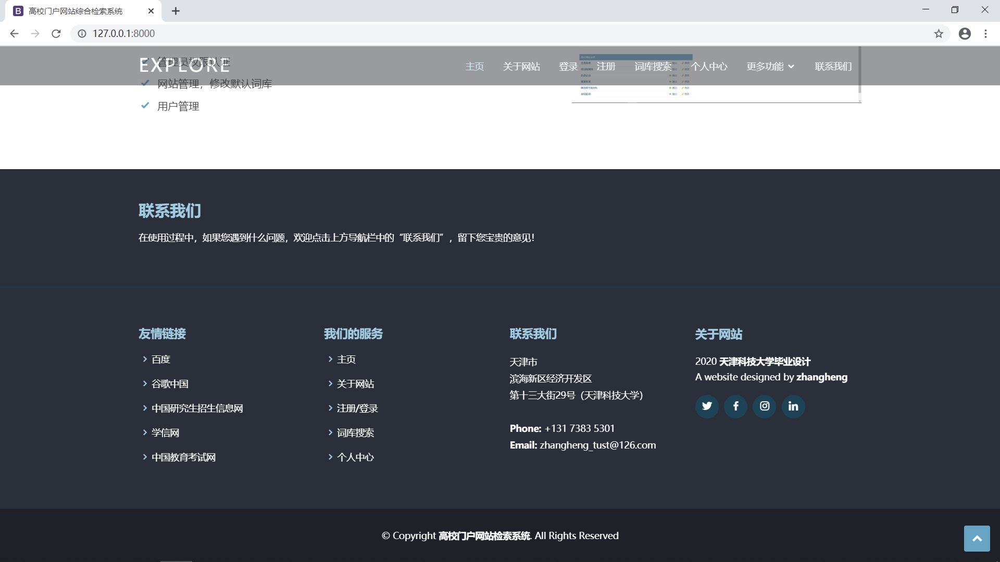 高校门户网站综合检索系统
127.0.0.1:8000
EXPLORE
主页
关于网站
登录
注册
词库搜索
个人中心
更多功能
联系我们
管理员权限认证
网站管理，修改默认词库
用户管理
联系我们
在使用过程中，如果您遇到什么问题，欢迎点击上方导航栏中的“联系我们”，留下您宝贵的意见！
友情链接
百度
谷歌中国
中国研究生招生信息网
学信网
中国教育考试网
我们的服务
主页
关于网站
注册/登录
词库搜索
个人中心
联系我们
天津市
滨海新区经济开发区
第十三大街29号（天津科技大学）
Phone: +131 7383 5301
Email: zhangheng_tust@126.com
关于网站
2020 天津科技大学毕业设计
A website designed by zhangheng
© Copyright 高校门户网站检索系统. All Rights Reserved